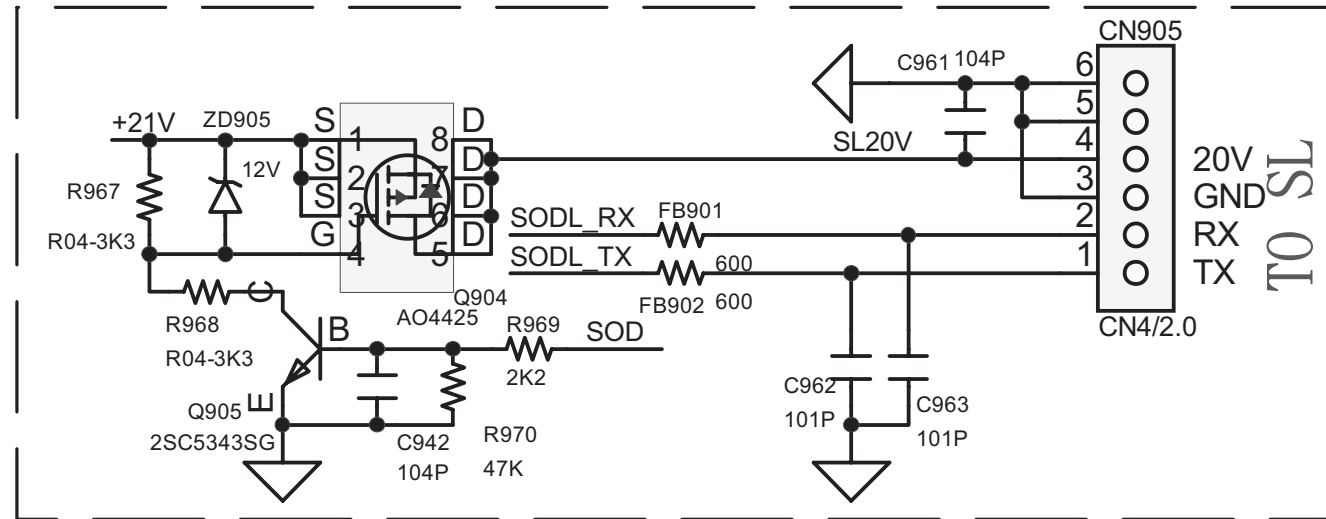 CN905
C961 104P
6
5
4
3
2
1
+21V
ZD905
12V
S
S
S
G
1
2
3
4
8
7
6
5
D
D
D
D
SL20V
20V
GND
RX
TX
TO SL
R967
R04-3K3
SODL_RX
FB901
600
SODL_TX
FB902
600
Q904
AO4425
R968
R04-3K3
C
B
E
R969
2K2
SOD
CN4/2.0
Q905
2SC5343SG
C942
104P
R970
47K
C962
101P
C963
101P